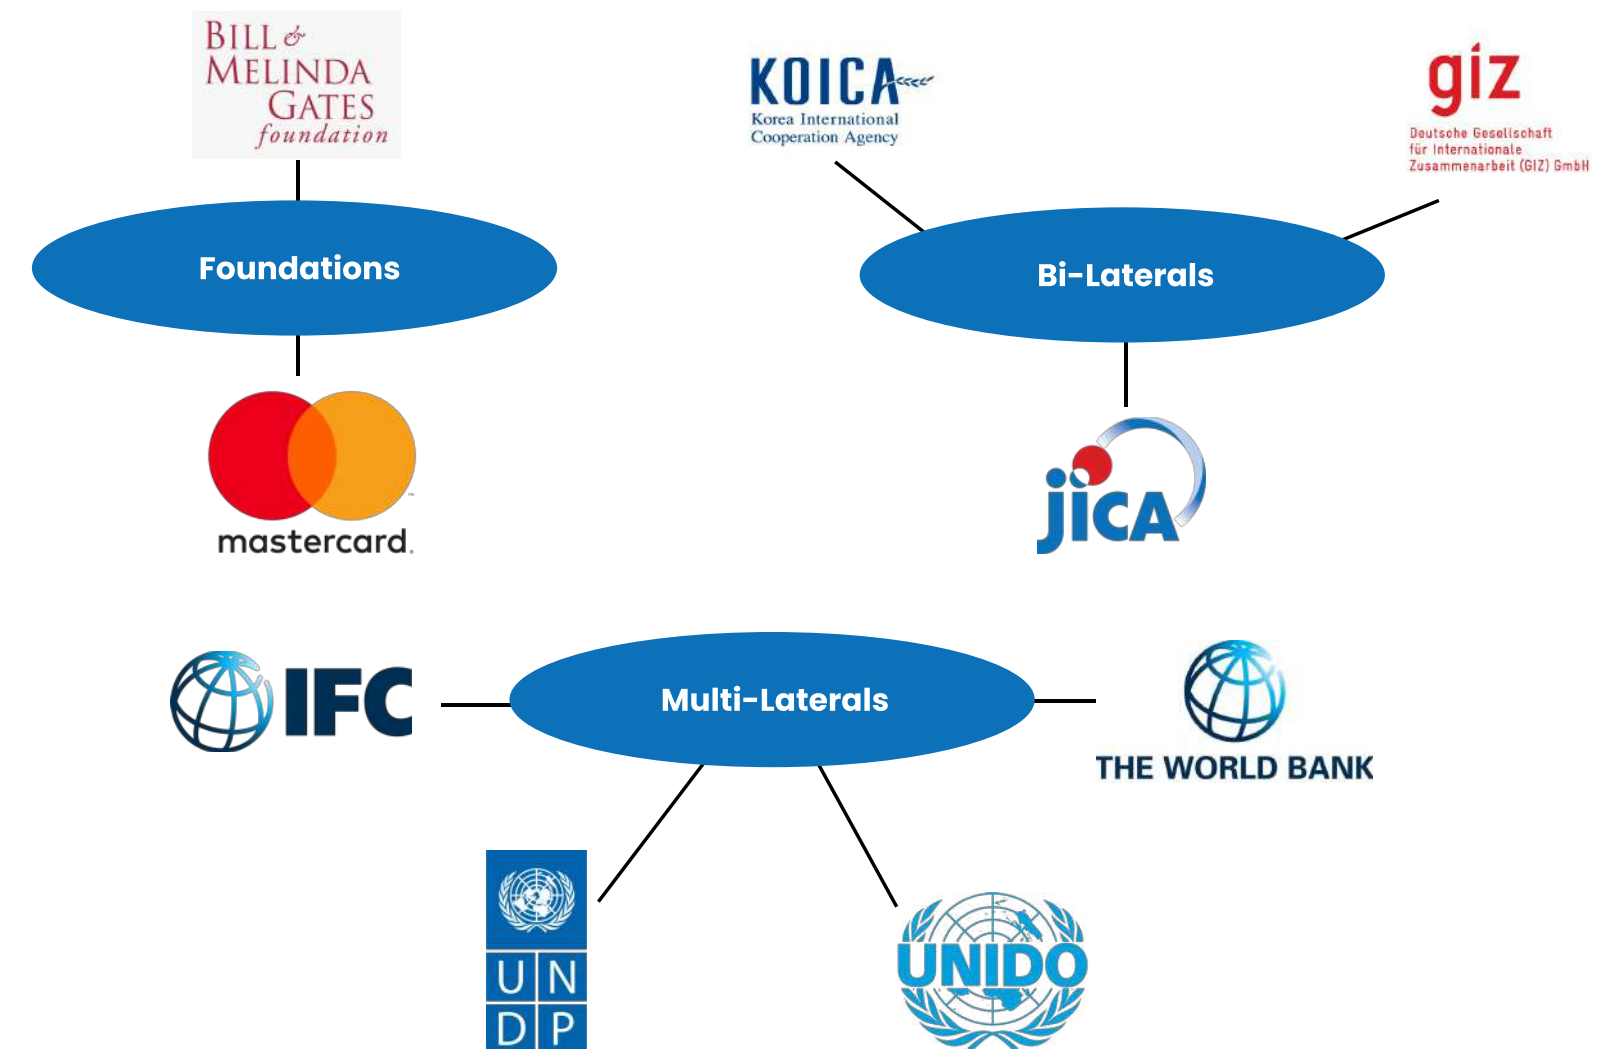 BILL &
MELINDA
GATES
foundation
KOICA
Korea International
Cooperation Agency
giz
Deutsche Gesellschaft
für Internationale
Zusammenarbeit (GIZ) GmbH
Foundations
Bi-Laterals
mastercard.
jICA
IFC
Multi-Laterals
THE WORLD BANK
U N
D P
UNIDO